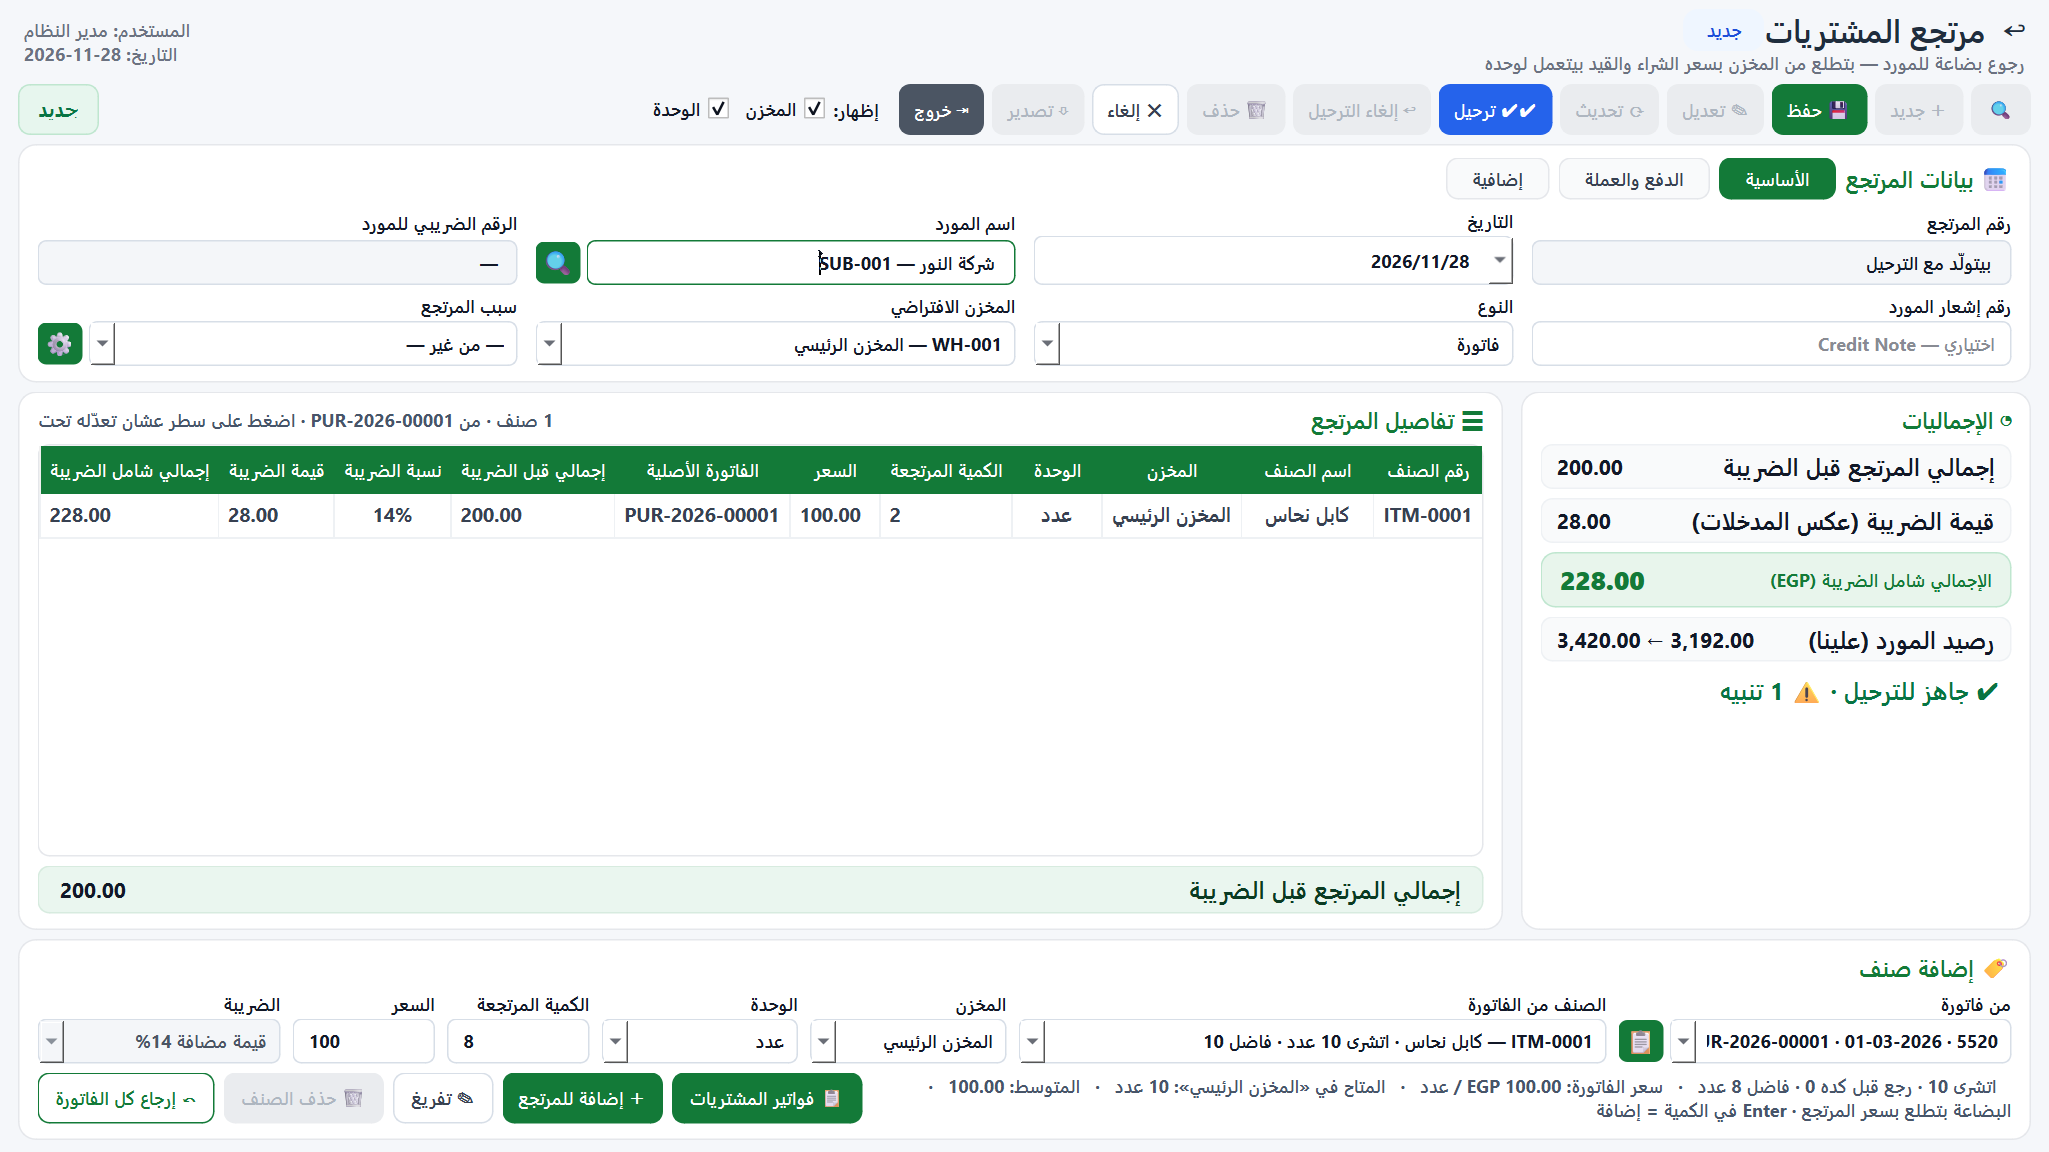 مرتجع المشتريات جديد
رجوع بضاعة للمورد — بتطلع من المخزن بسعر الشراء والقيد بيتعمل لوحده
المستخدم: مدير النظام
التاريخ: 28-11-2026
جديد
حفظ
تعديل
تحديث
ترحيل
إلغاء الترحيل
حذف
إلغاء
تصدير
خروج
إظهار: المخزن الوحدة
جديد
بيانات المرتجع
الأساسية
الدفع والعملة
إضافية
رقم المرتجع
بيتولّد مع الترحيل
التاريخ
2026/11/28
اسم المورد
SUB-001 — شركة النور
الرقم الضريبي للمورد
—
رقم إشعار المورد
اختياري — Credit Note
النوع
فاتورة
المخزن الافتراضي
WH-001 — المخزن الرئيسي
سبب المرتجع
— من غير —
الإجماليات
إجمالي المرتجع قبل الضريبة 200.00
قيمة الضريبة (عكس المدخلات) 28.00
الإجمالي شامل الضريبة (EGP) 228.00
رصيد المورد (علينا) 3,420.00 ← 3,192.00
جاهز للترحيل · 1 تنبيه
تفاصيل المرتجع
1 صنف · من PUR-2026-00001 · اضغط على سطر عشان تعدّله تحت
رقم الصنف اسم الصنف المخزن الوحدة الكمية المرتجعة السعر الفاتورة الأصلية إجمالي قبل الضريبة نسبة الضريبة قيمة الضريبة إجمالي شامل الضريبة
ITM-0001 كابل نحاس المخزن الرئيسي عدد 2 100.00 PUR-2026-00001 200.00 14% 28.00 228.00
إجمالي المرتجع قبل الضريبة 200.00
إضافة صنف
من فاتورة
UR-2026-00001 · 01-03-2026 · 5520
الصنف من الفاتورة
ITM-0001 — كابل نحاس · اتشرى 10 عدد · فاضل 10
المخزن
المخزن الرئيسي
الوحدة
عدد
الكمية المرتجعة
8
السعر
100
الضريبة
قيمة مضافة 14%
اتشرى 10 · رجع قبل كده 0 · فاضل 8 عدد · سعر الفاتورة: 100.00 EGP / عدد · المتاح في «المخزن الرئيسي»: 10 عدد · المتوسط: 100.00 ·
البضاعة بتطلع بسعر المرتجع · Enter في الكمية = إضافة
فواتير المشتريات
إضافة للمرتجع
تفريغ
حذف الصنف
إرجاع كل الفاتورة